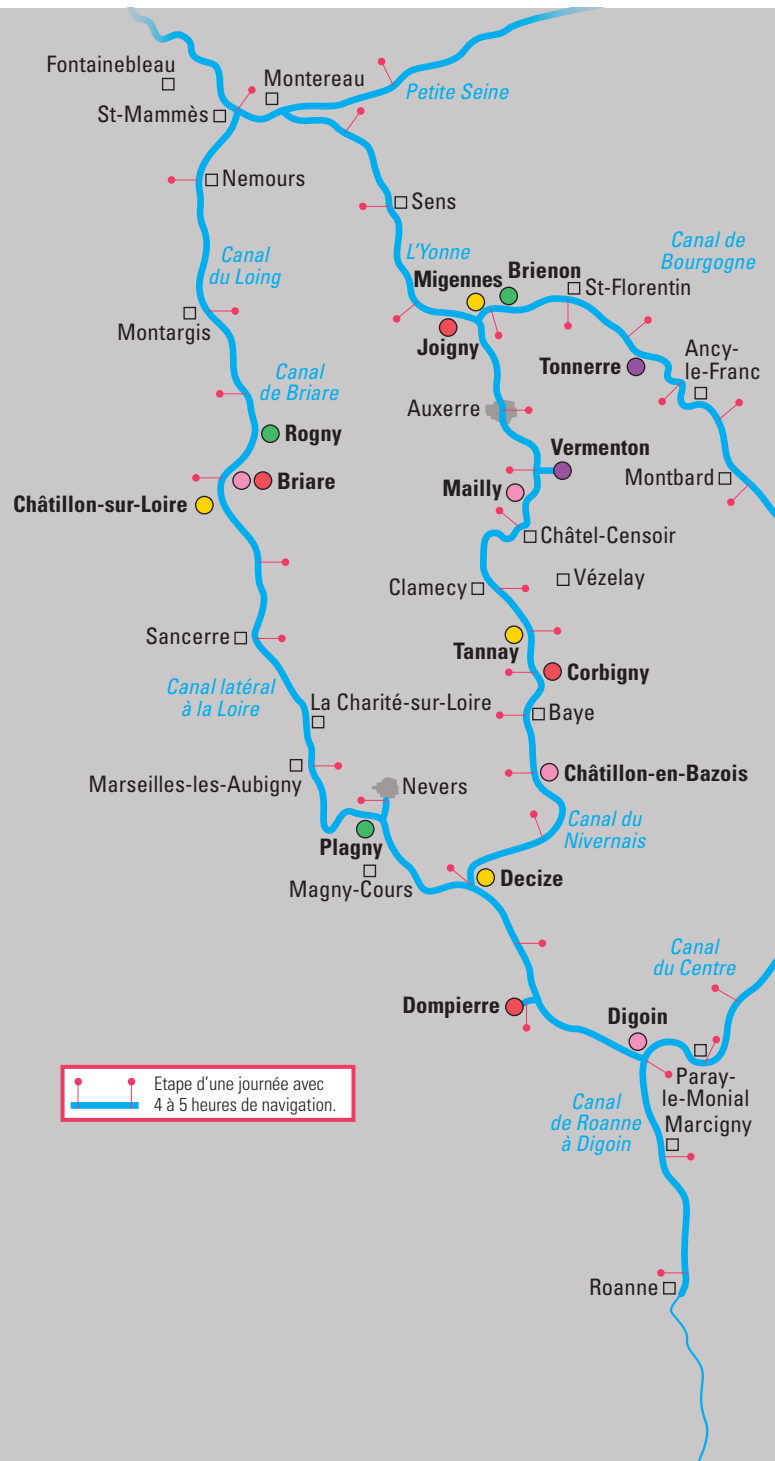 Fontainebleau
Montereau
Petite Seine
St-Mammès
Nemours
Sens
Canal
du Loing
L'Yonne
Canal de
Bourgogne
Migennes
Brienon
St-Florentin
Montargis
Joigny
Tonnerre
Ancy-
le-Franc
Canal
de Briare
Auxerre
Rogny
Vermenton
Briare
Mailly
Montbard
Châtillon-sur-Loire
Châtel-Censoir
Clamecy
Vézelay
Sancerre
Tannay
Corbigny
Canal latéral
à la Loire
La Charité-sur-Loire
Baye
Marseilles-les-Aubigny
Nevers
Châtillon-en-Bazois
Canal du
Nivernais
Plagny
Magny-Cours
Decize
Canal
du Centre
Dompierre
Digoin
Etape d'une journée avec
4 à 5 heures de navigation.
Paray-
le-Monial
Canal
de Roanne
à Digoin
Marcigny
Roanne